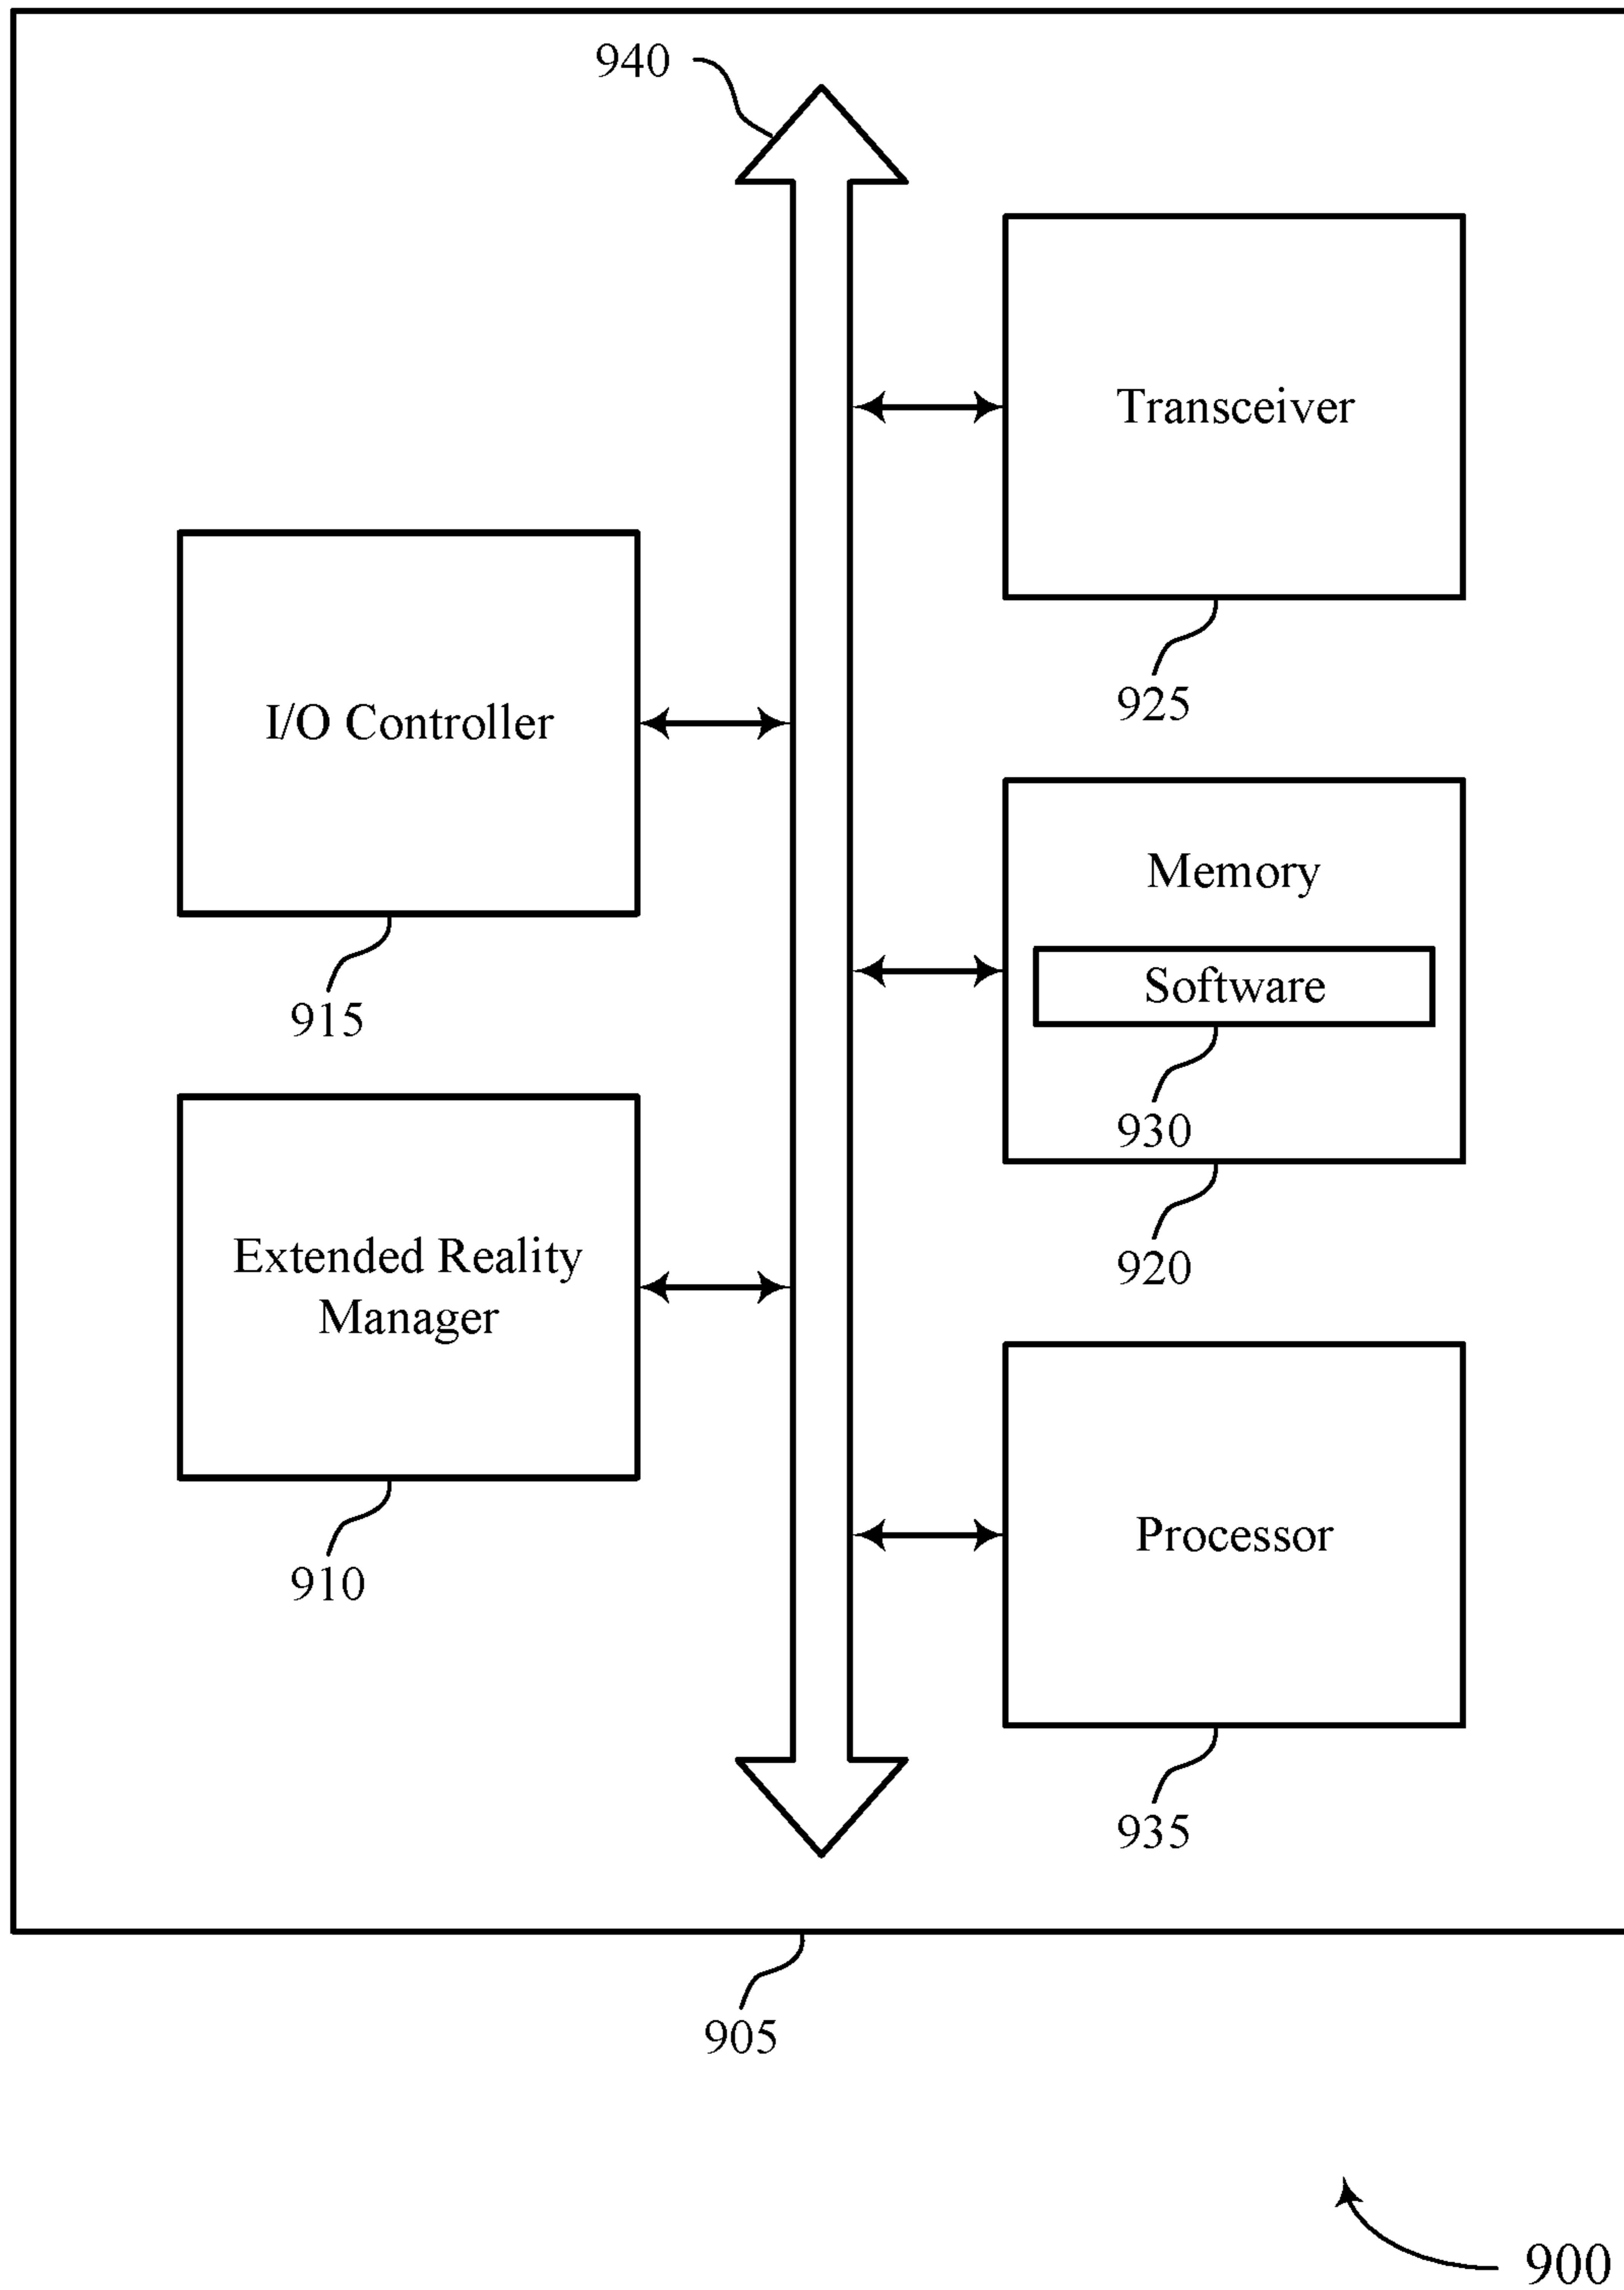 940
Transceiver
925
I/O Controller
915
Memory
Software
930
920
Extended Reality
Manager
910
Processor
935
905
900